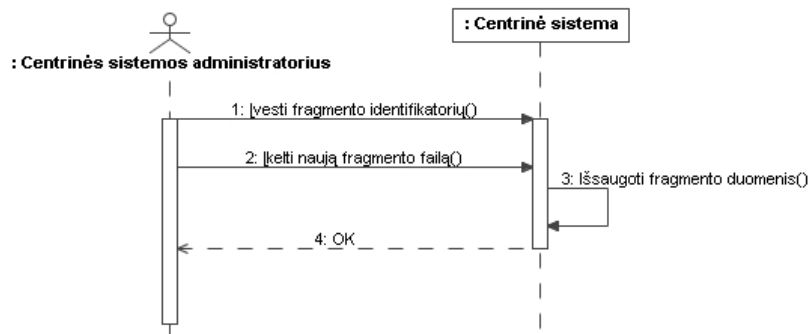 : Centrinė sistema
: Centrinės sistemos administratorius
1: Įvesti fragmento identifikatorių()
2: Įkelti naują fragmento failą()
3: Išsaugoti fragmento duomenis()
4: OK